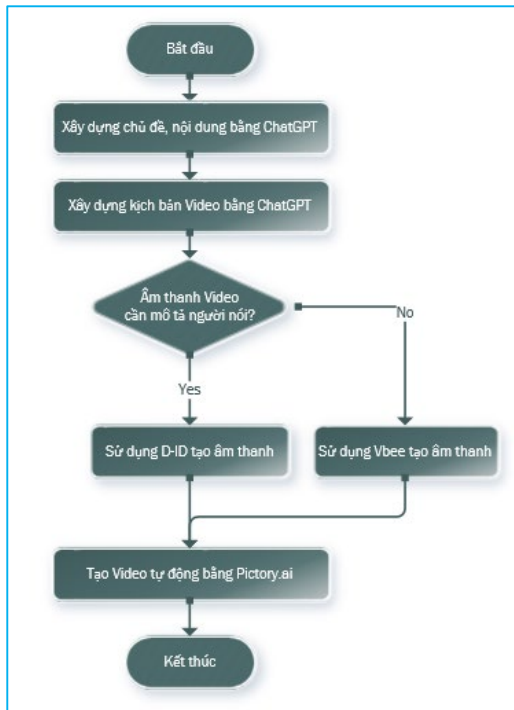 Bắt đầu
Xây dựng chủ đề, nội dung bằng ChatGPT
Xây dựng kịch bản Video bằng ChatGPT
Âm thanh Video
cần mô tả người nói?
No
Yes
Sử dụng D-ID tạo âm thanh
Sử dụng Vbee tạo âm thanh
Tạo Video tự động bằng Pictory.ai
Kết thúc